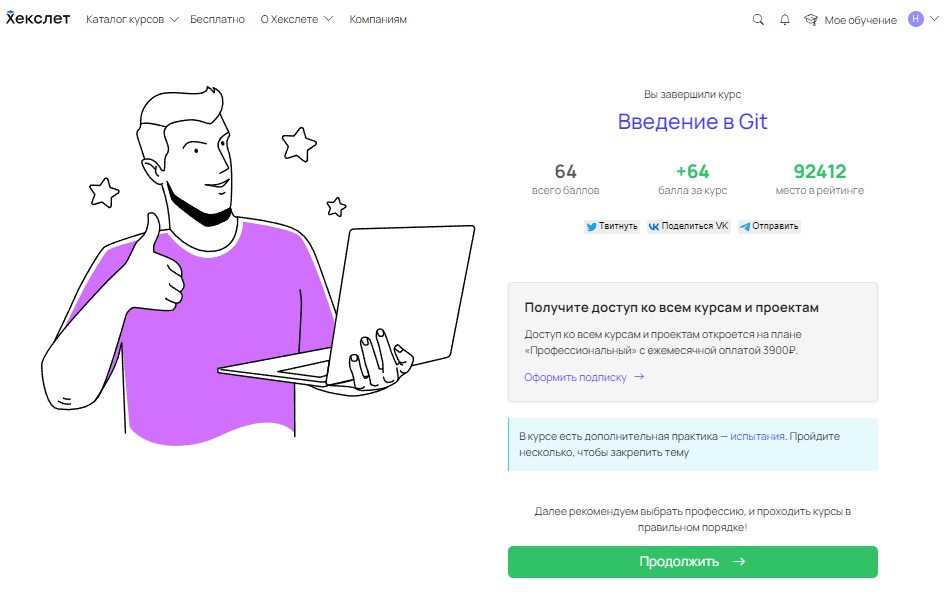 Хекслет Каталог курсов Бесплатно О Хекслете Компаниям Мое обучение Н
Вы завершили курс
Введение в Git
64 +64 92412
всего баллов балла за курс место в рейтинге
Твитнуть Поделиться VK Отправить
Получите доступ ко всем курсам и проектам
Доступ ко всем курсам и проектам откроется на плане
«Профессиональный» с ежемесячной оплатой 3900₽.
Оформить подписку →
В курсе есть дополнительная практика — испытания. Пройдите
несколько, чтобы закрепить тему
Далее рекомендуем выбрать профессию, и проходить курсы в
правильном порядке!
Продолжить →